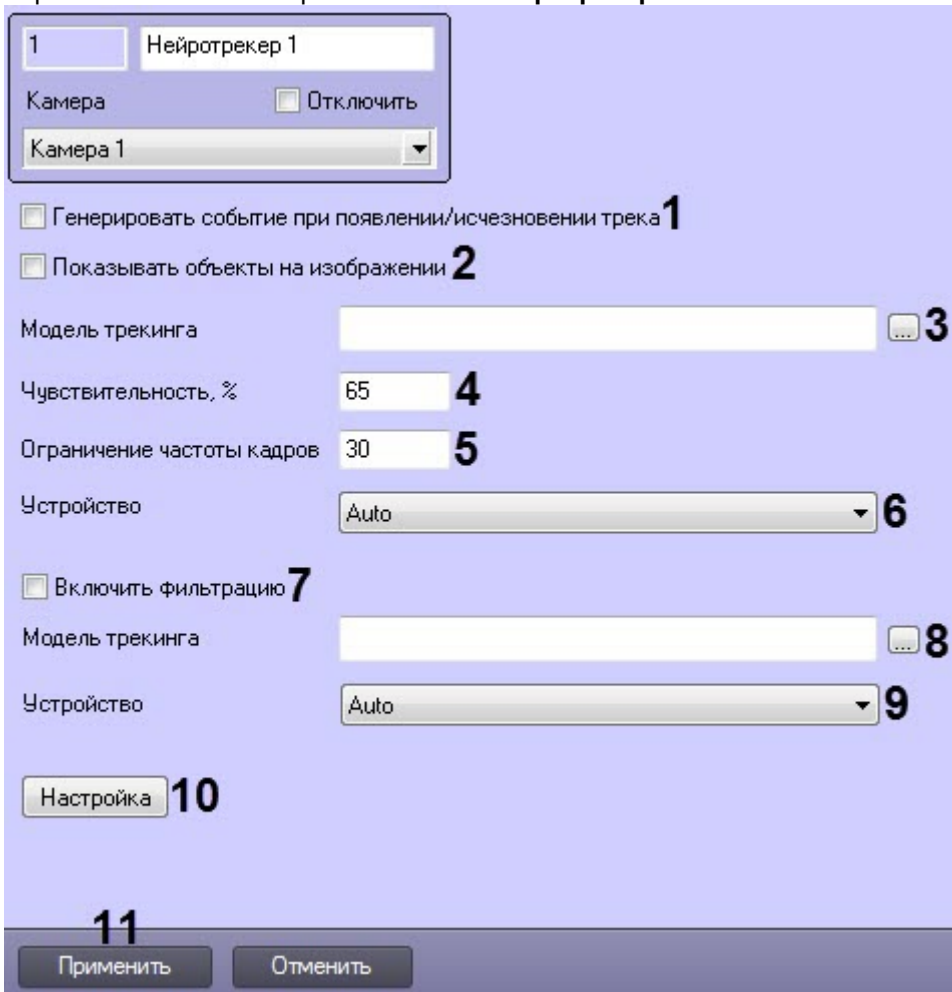 1 Нейротрекер 1
Камера Отключить
Камера 1
Генерировать событие при появлении/исчезновении трека 1
Показывать объекты на изображении 2
Модель трекинга ... 3
Чувствительность, % 65 4
Ограничение частоты кадров 30 5
Устройство Auto 6
Включить фильтрацию 7
Модель трекинга ... 8
Устройство Auto 9
Настройка 10
11
Применить Отменить